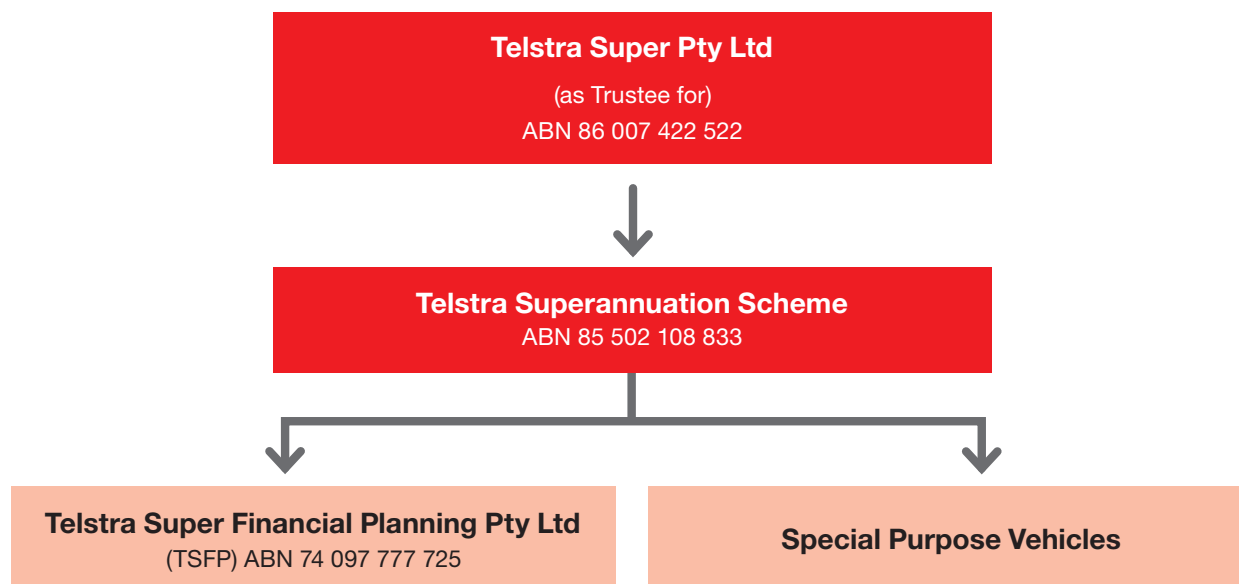 Telstra Super Pty Ltd
(as Trustee for)
ABN 86 007 422 522
Telstra Superannuation Scheme
ABN 85 502 108 833
Telstra Super Financial Planning Pty Ltd
(TSFP) ABN 74 097 777 725
Special Purpose Vehicles